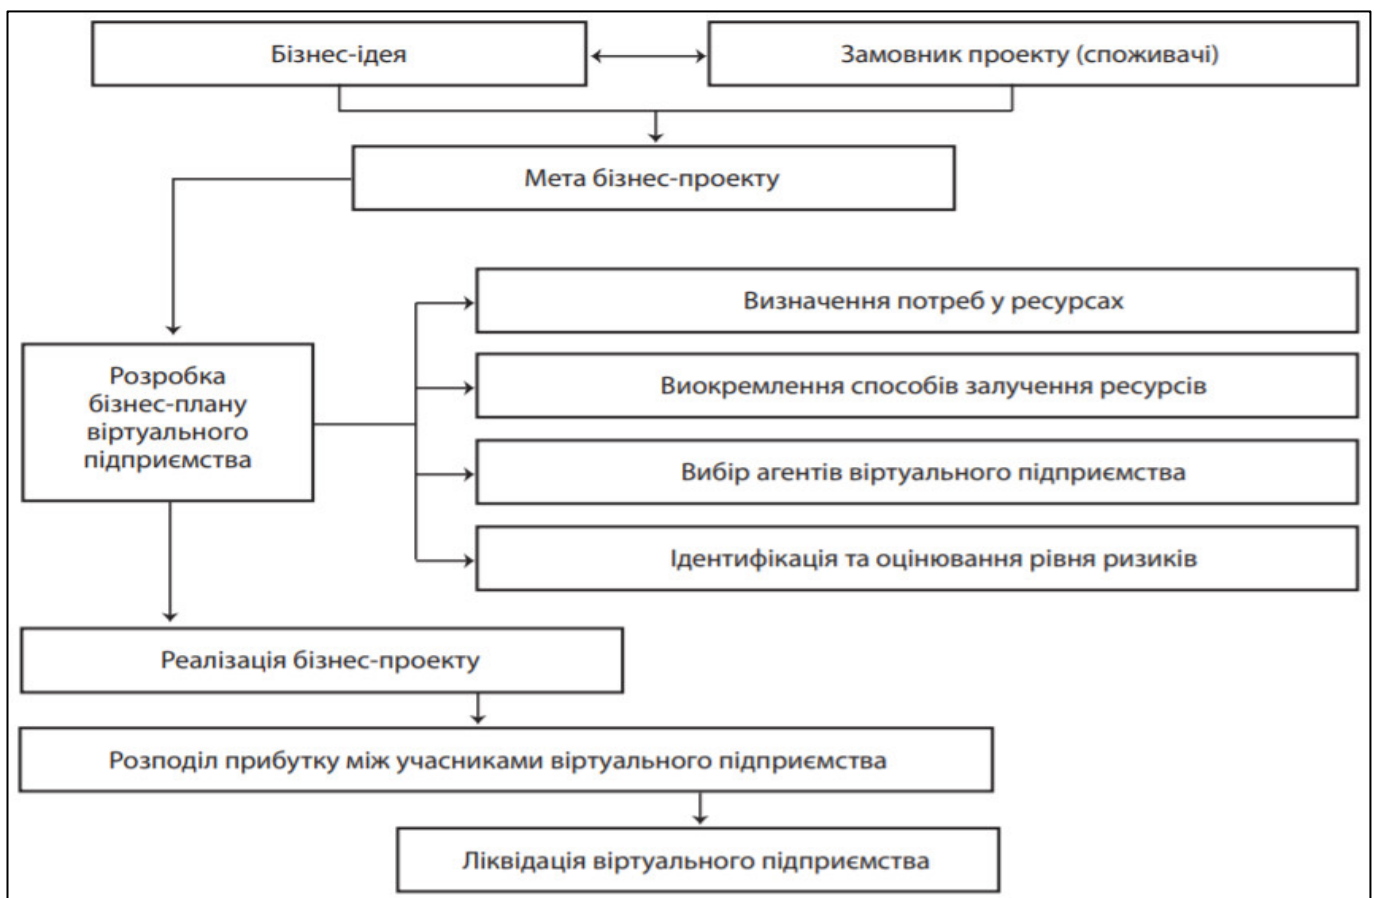 Бізнес-ідея
Замовник проекту (споживачі)
Мета бізнес-проекту
Визначення потреб у ресурсах
Розробка
бізнес-плану
віртуального
підприємства
Виокремлення способів залучення ресурсів
Вибір агентів віртуального підприємства
Ідентифікація та оцінювання рівня ризиків
Реалізація бізнес-проекту
Розподіл прибутку між учасниками віртуального підприємства
Ліквідація віртуального підприємства